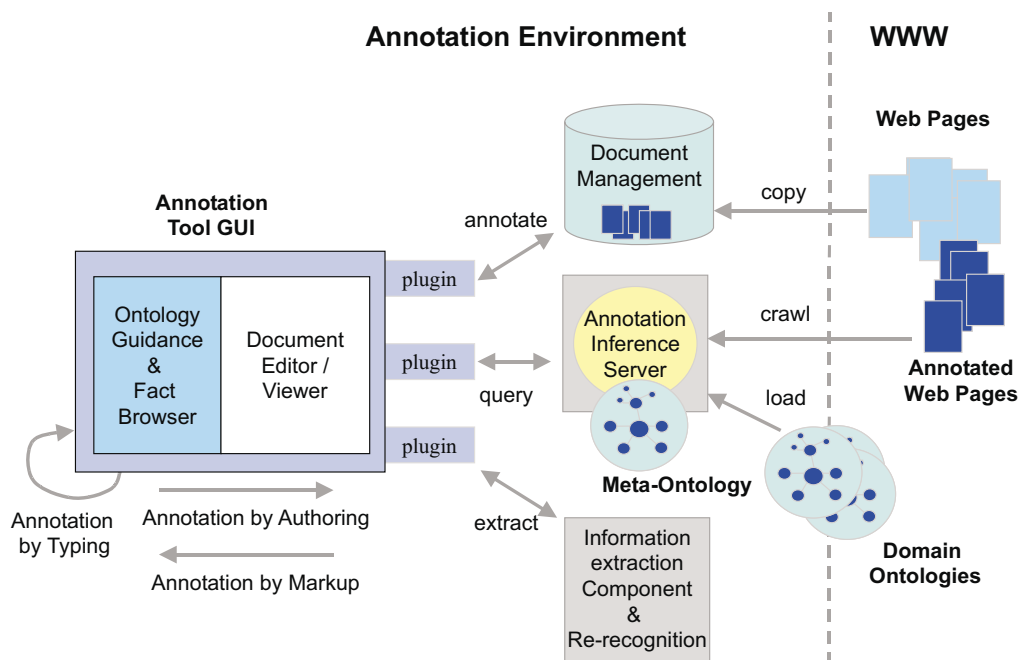 Annotation Environment
WWW
Web Pages
Document
Management
copy
Annotation
Tool GUI
annotate
plugin
Ontology
Guidance
&
Fact
Browser
Document
Editor /
Viewer
plugin
query
Annotation
Inference
Server
crawl
Annotated
Web Pages
load
plugin
Meta-Ontology
Annotation
by Typing
Annotation by Authoring
Annotation by Markup
extract
Information
extraction
Component
&
Re-recognition
Domain
Ontologies